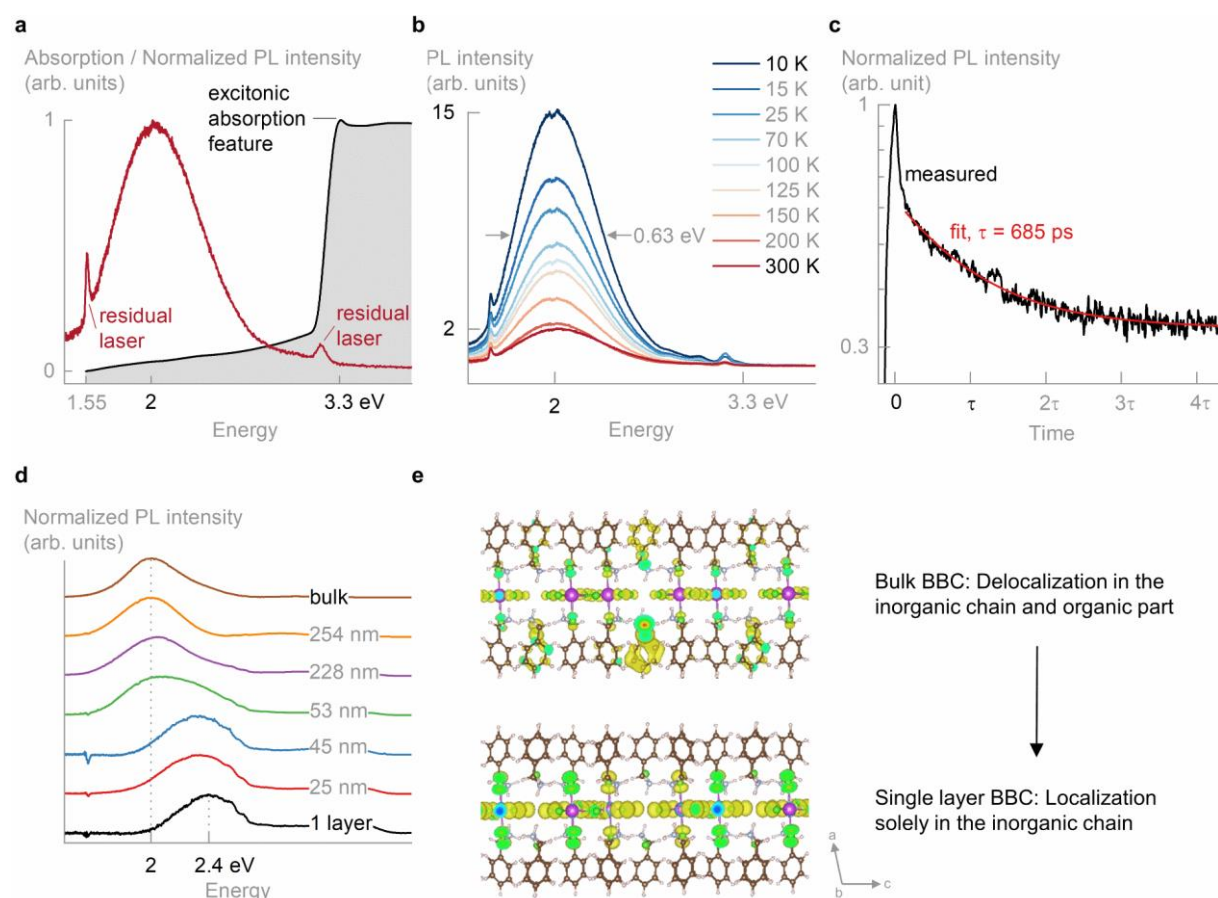 a
Absorption / Normalized PL intensity
(arb. units)
excitonic
absorption
feature
1
residual
laser
residual
laser
0
1.55
2
3.3 eV
Energy
b
PL intensity
(arb. units)
15
10 K
15 K
25 K
70 K
100 K
125 K
150 K
200 K
300 K
0.63 eV
2
2
3.3 eV
Energy
c
Normalized PL intensity
(arb. unit)
1
measured
fit, τ = 685 ps
0.3
0
τ
2τ
3τ
4τ
Time
d
Normalized PL intensity
(arb. units)
bulk
254 nm
228 nm
53 nm
45 nm
25 nm
1 layer
2
2.4 eV
Energy
e
Bulk BBC: Delocalization in the
inorganic chain and organic part
Single layer BBC: Localization
solely in the inorganic chain
a
b
c